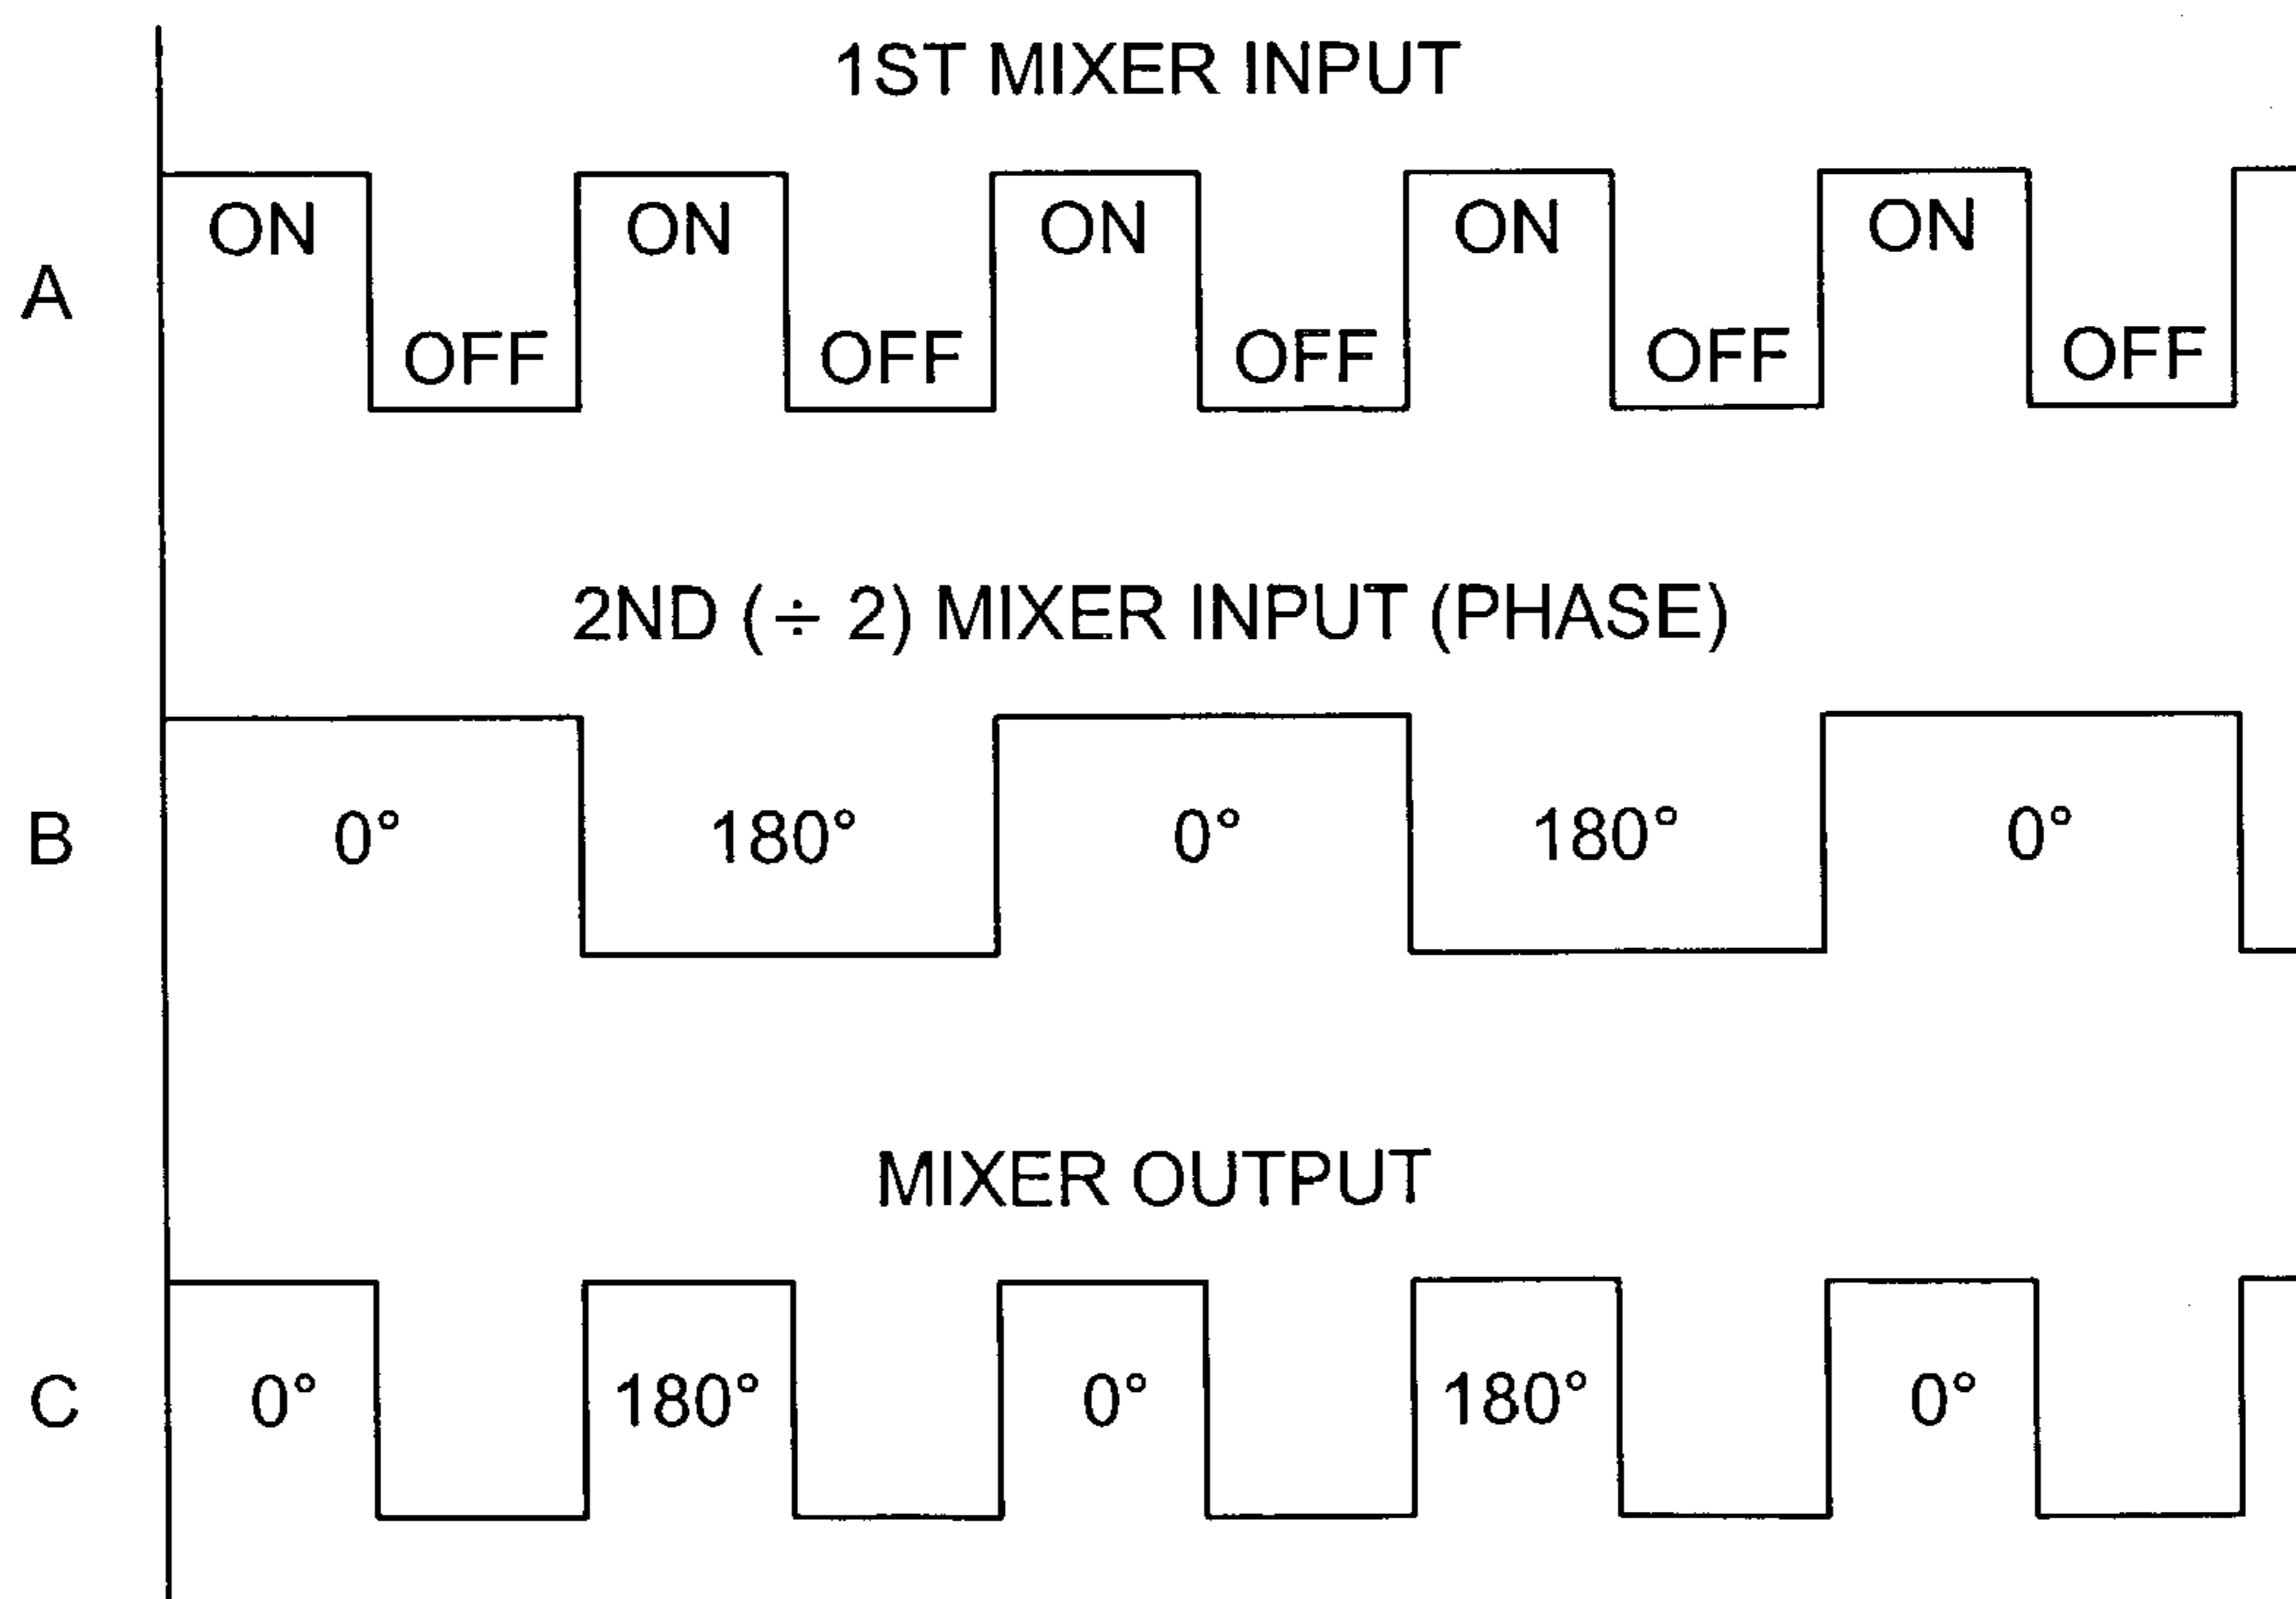 1ST MIXER INPUT
ON ON ON ON ON
A
OFF OFF OFF OFF OFF
2ND (÷ 2) MIXER INPUT (PHASE)
B 0° 180° 0° 180° 0°
MIXER OUTPUT
C 0° 180° 0° 180° 0°